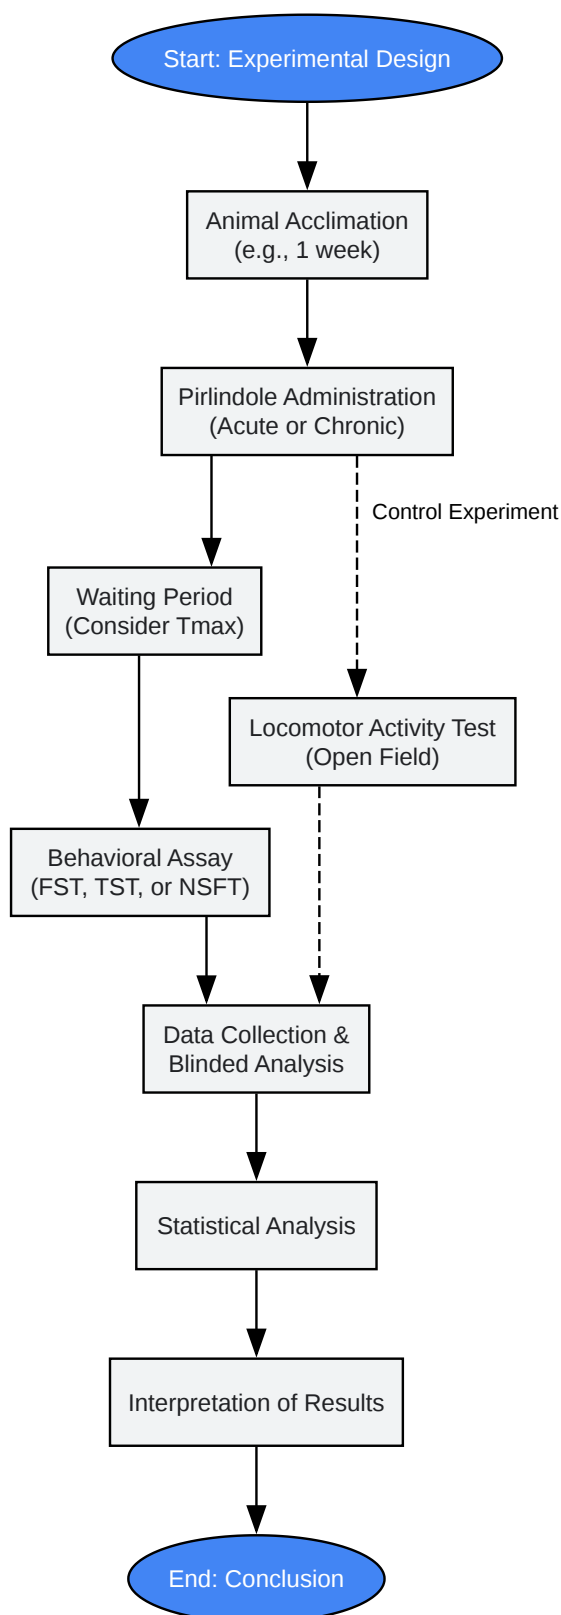 Start: Experimental Design
Animal Acclimation
(e.g., 1 week)
Pirlindole Administration
(Acute or Chronic)
Control Experiment
Waiting Period
(Consider Tmax)
Locomotor Activity Test
(Open Field)
Behavioral Assay
(FST, TST, or NSFT)
Data Collection &
Blinded Analysis
Statistical Analysis
Interpretation of Results
End: Conclusion